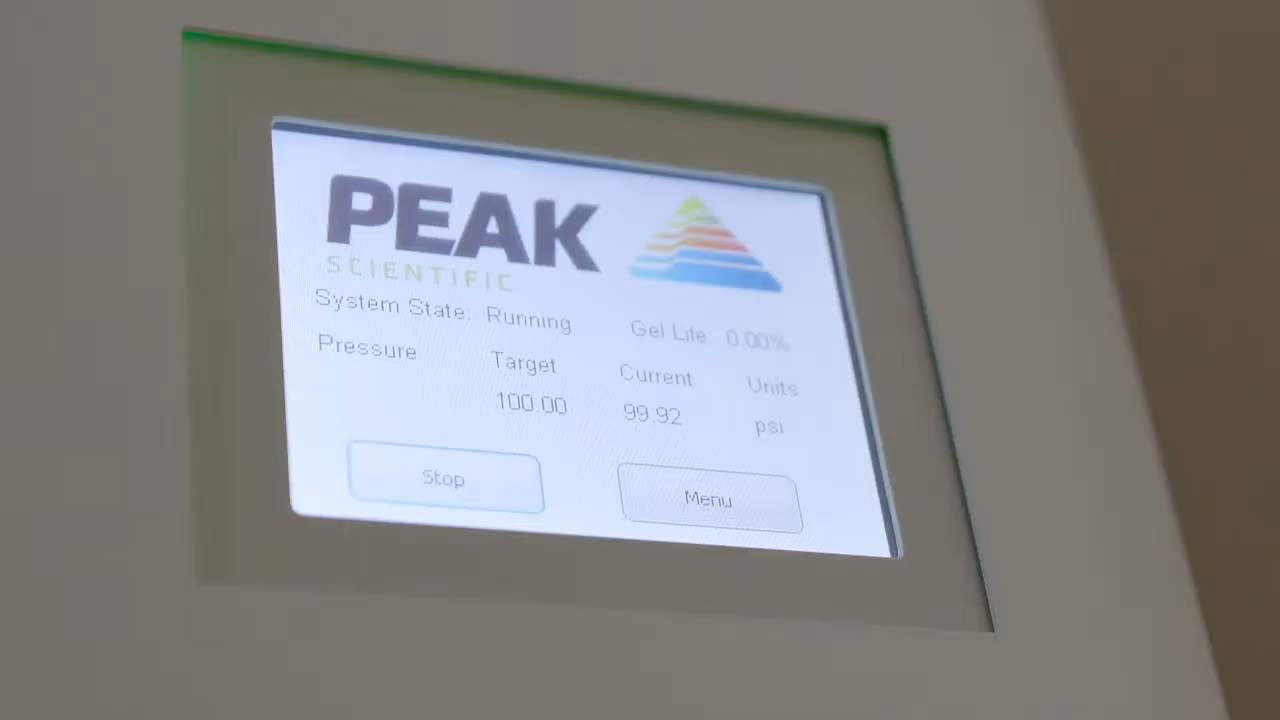 PEAK
SCIENTIFIC
System State: Running Gel Life: 0.00%
Pressure Target Current Units
100.00 99.92 psi
Stop Menu